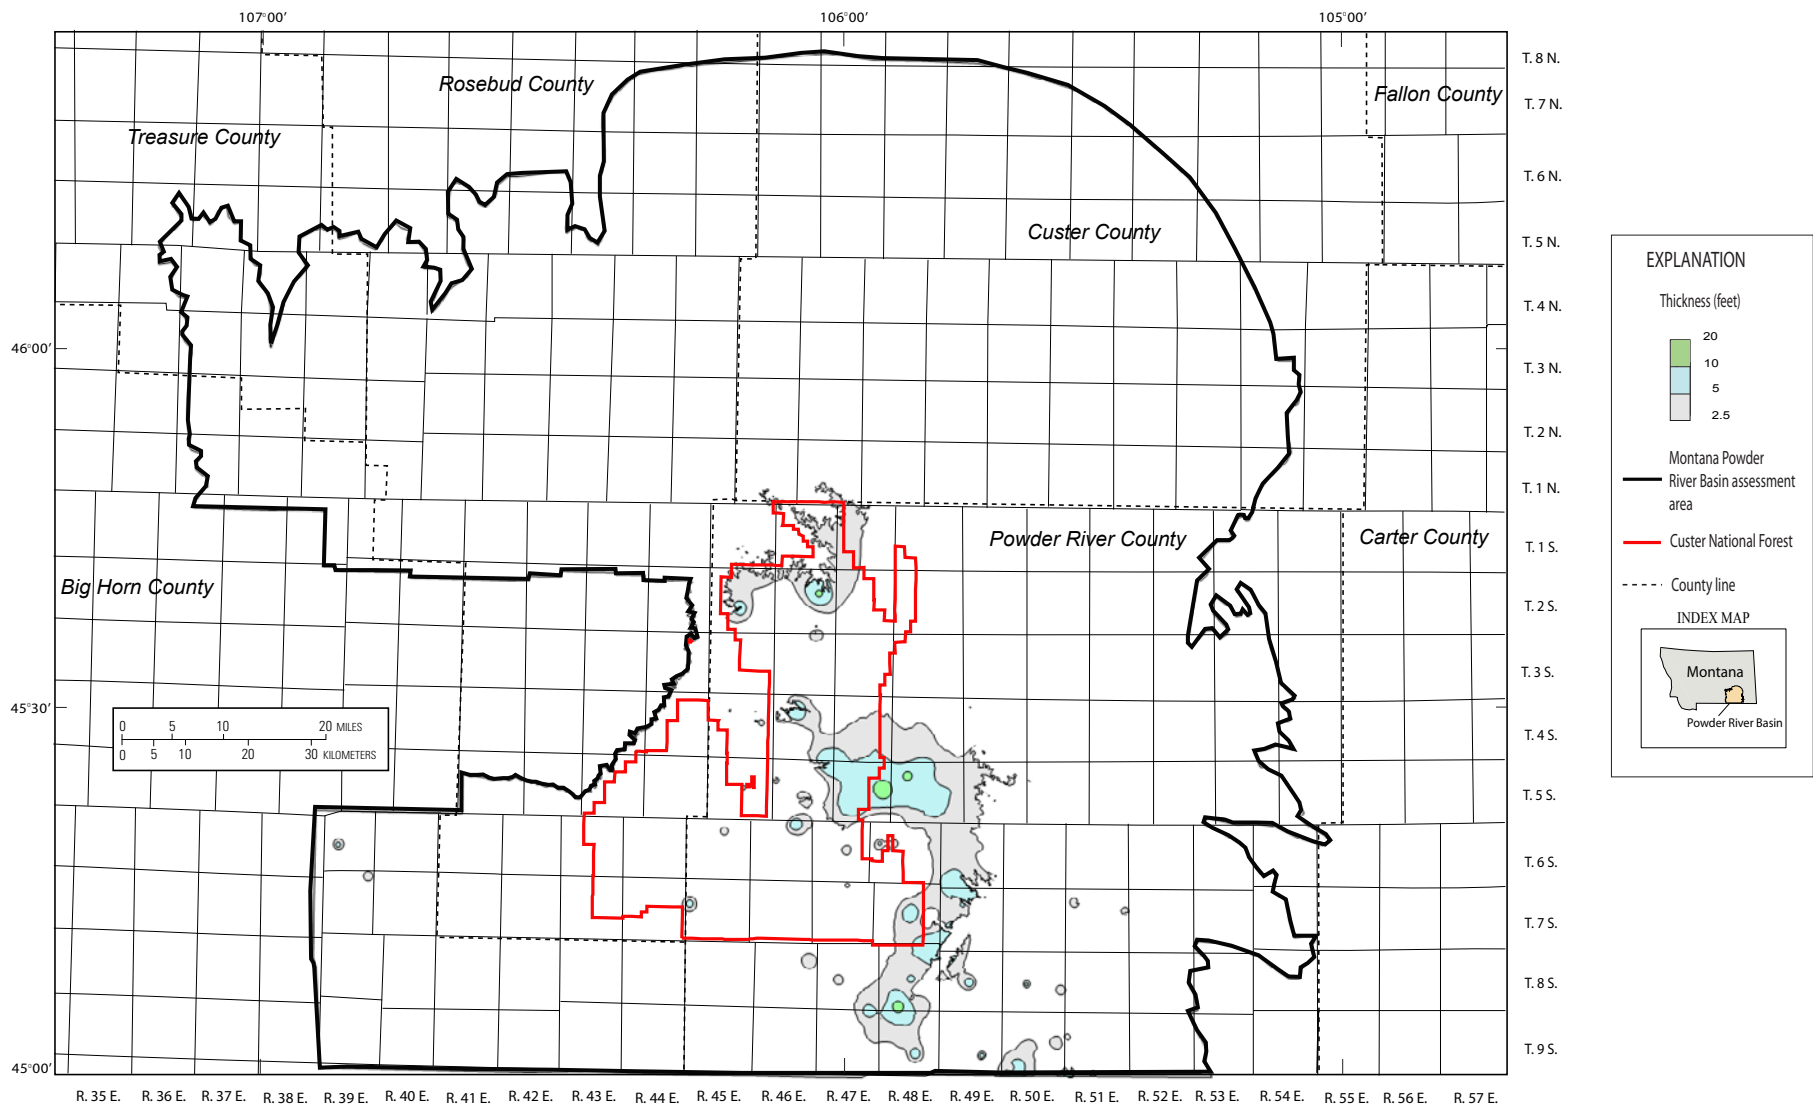 107°00′ 106°00′ 105°00′
T. 8 N.
Rosebud County
Fallon County
T. 7 N.
Treasure County
T. 6 N.
Custer County
T. 5 N.
EXPLANATION
Thickness (feet)
T. 4 N.
20
46°00′
10
T. 3 N.
5
2.5
T. 2 N.
Montana Powder
River Basin assessment
area
T. 1 N.
Powder River County
Carter County
T. 1 S.
Custer National Forest
Big Horn County
County line
T. 2 S.
INDEX MAP
T. 3 S.
Montana
Powder River Basin
45°30′
0 5 10 20 MILES
0 5 10 20 30 KILOMETERS
T. 4 S.
T. 5 S.
T. 6 S.
T. 7 S.
T. 8 S.
T. 9 S.
45°00′
R. 35 E. R. 36 E. R. 37 E. R. 38 E. R. 39 E. R. 40 E. R. 41 E. R. 42 E. R. 43 E. R. 44 E. R. 45 E. R. 46 E. R. 47 E. R. 48 E. R. 49 E. R. 50 E. R. 51 E. R. 52 E. R. 53 E. R. 54 E. R. 55 E. R. 56 E. R. 57 E.